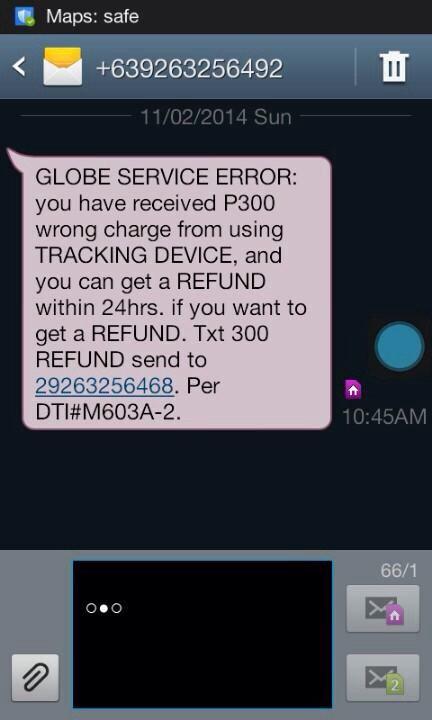 Maps: safe
+639263256492
11/02/2014 Sun
GLOBE SERVICE ERROR:
you have received P300
wrong charge from using
TRACKING DEVICE, and
you can get a REFUND
within 24hrs. if you want to
get a REFUND. Txt 300
REFUND send to
29263256468. Per
DTI#M603A-2.
10:45AM
66/1
2